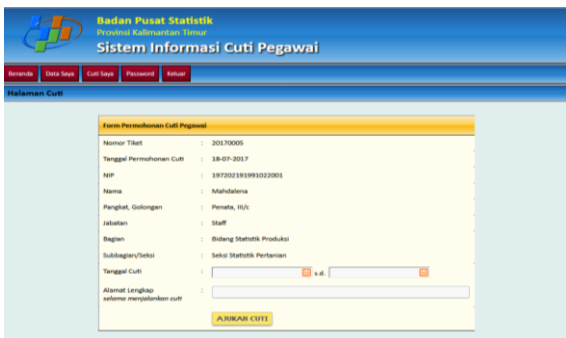 Badan Pusat Statistik
Provinsi Kalimantan Timur
Sistem Informasi Cuti Pegawai
Beranda Data Saya Cuti Saya Password Keluar
Halaman Cuti
Form Permohonan Cuti Pegawai
Nomor Tiket : 20170005
Tanggal Permohonan Cuti : 18-07-2017
NIP : 197202191991022001
Nama : Mahdalena
Pangkat, Golongan : Penata, III/c
Jabatan : Staff
Bagian : Bidang Statistik Produksi
Subbagian/Seksi : Seksi Statistik Pertanian
Tanggal Cuti : s.d.
Alamat Lengkap :
selama menjalankan cuti
AJUKAN CUTI